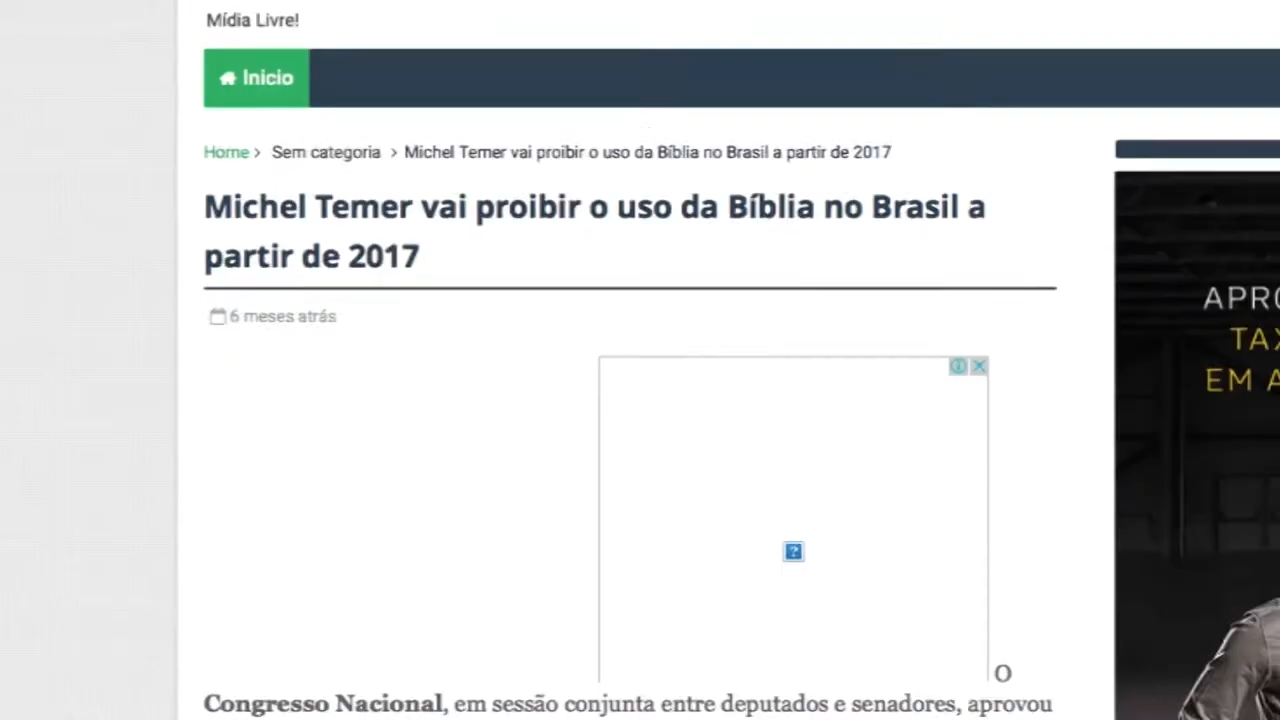 Mídia Livre!
Inicio
Home > Sem categoria > Michel Temer vai proibir o uso da Bíblia no Brasil a partir de 2017
Michel Temer vai proibir o uso da Bíblia no Brasil a
partir de 2017
6 meses atrás
APRO
TAX
EM A
O
Congresso Nacional, em sessão conjunta entre deputados e senadores, aprovou